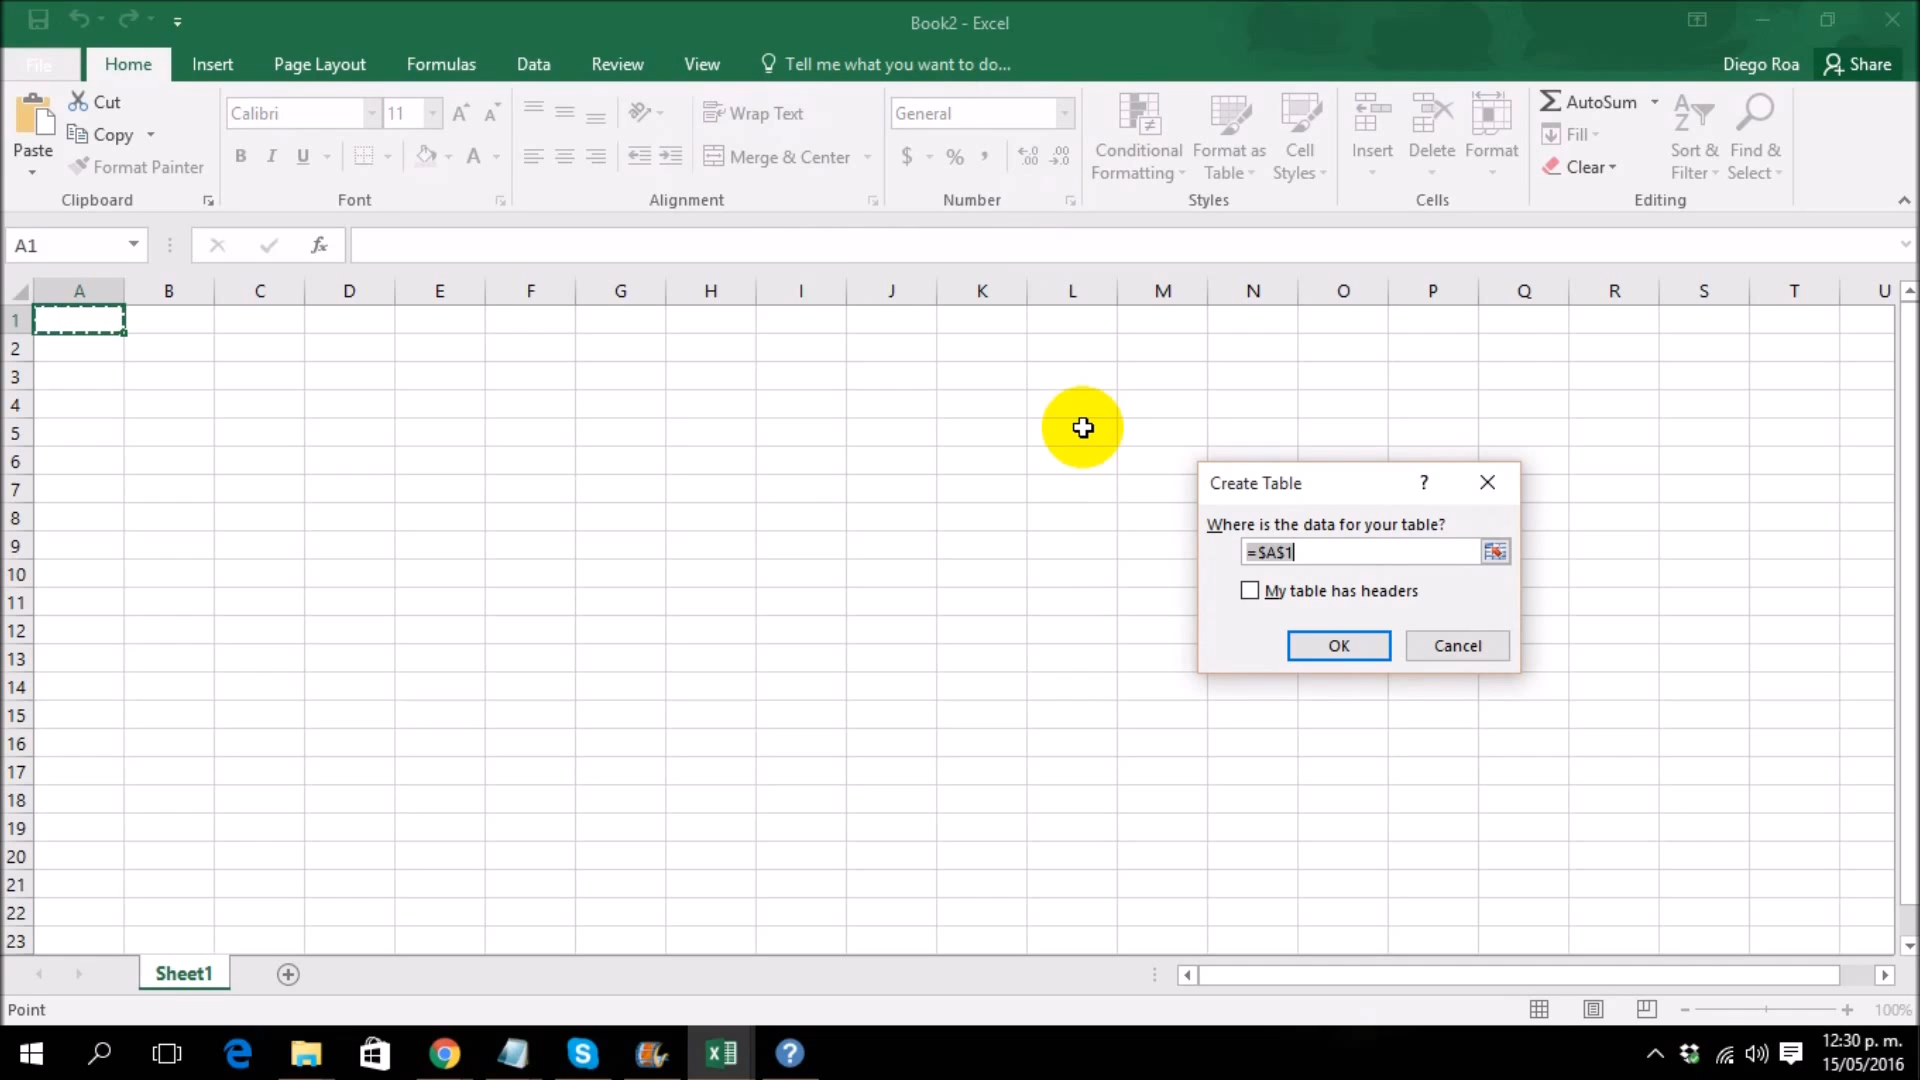 Book2 - Excel
File
Home
Insert
Page Layout
Formulas
Data
Review
View
Tell me what you want to do...
Diego Roa
Share
Paste
Cut
Copy
Format Painter
Clipboard
Calibri
11
A
A
B I U
A
Font
Wrap Text
Merge & Center
Alignment
General
$ % ,
←.0 .00
.00 →.0
Number
Conditional Formatting
Format as Table
Cell Styles
Styles
Insert
Delete
Format
Cells
AutoSum
Fill
Clear
Sort & Filter
Find & Select
Editing
A1
fx
A B C D E F G H I J K L M N O P Q R S T U
1
2
3
4
5
6
7
8
9
10
11
12
13
14
15
16
17
18
19
20
21
22
23
Create Table
?
Where is the data for your table?
=$A$1
My table has headers
OK
Cancel
Sheet1
Point
100%
12:30 p. m.
15/05/2016